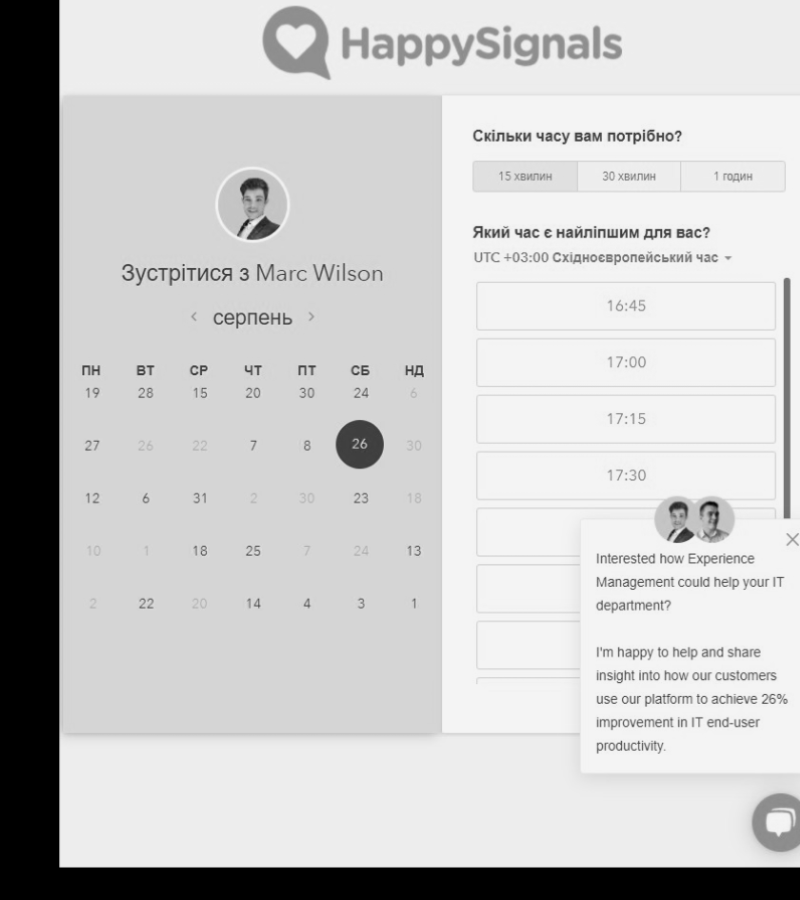 HappySignals
Зустрітися з Marc Wilson
серпень
ПН ВТ СР ЧТ ПТ СБ НД
19 28 15 20 30 24 6
27 26 22 7 8 26 30
12 6 31 2 30 23 18
10 1 18 25 7 24 13
2 22 20 14 4 3 1
Скільки часу вам потрібно?
15 хвилин 30 хвилин 1 годин
Який час є найліпшим для вас?
UTC +03:00 Східноєвропейський час
16:45
17:00
17:15
17:30
Interested how Experience
Management could help your IT
department?
I'm happy to help and share
insight into how our customers
use our platform to achieve 26%
improvement in IT end-user
productivity.